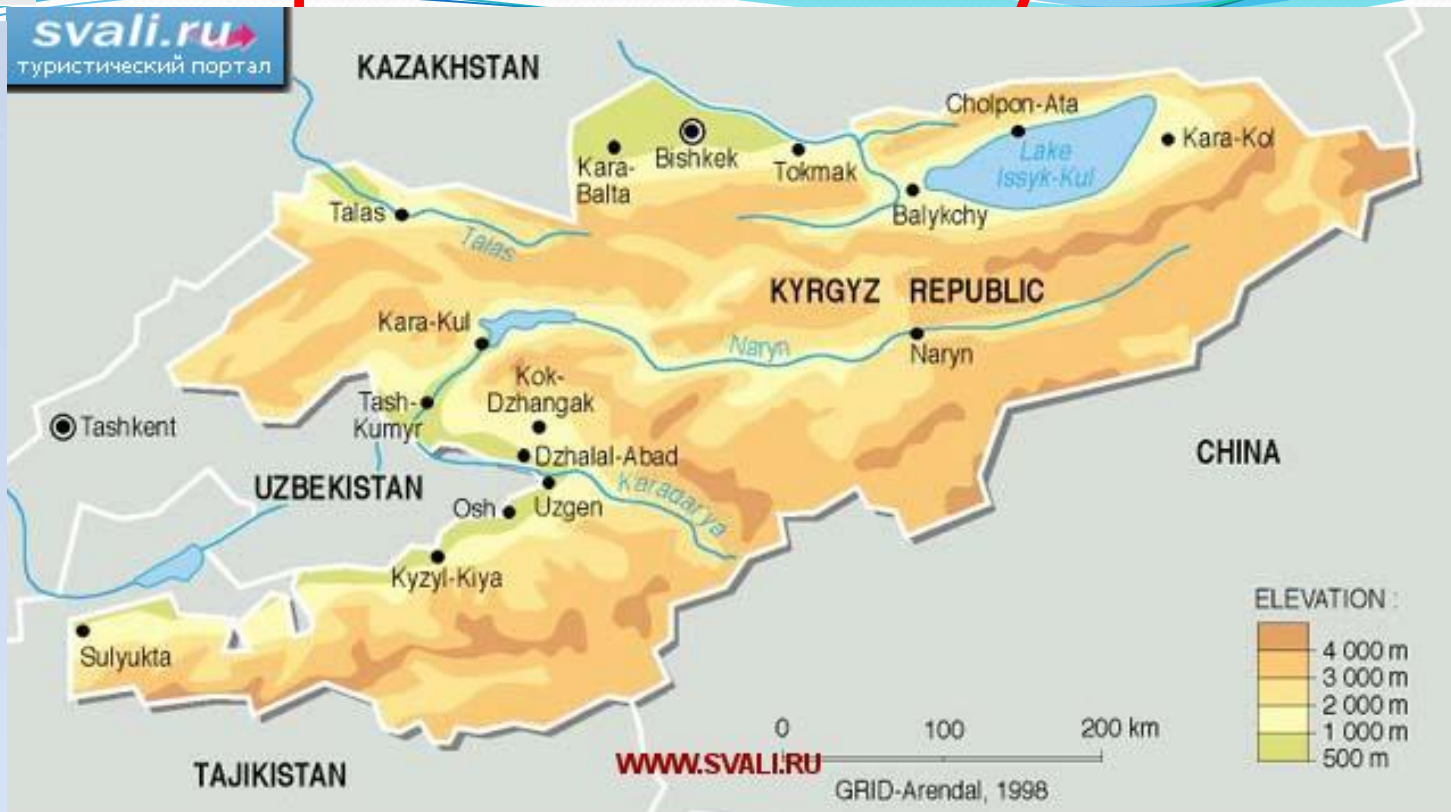 svali.ru
туристический портал
KAZAKHSTAN
Cholpon-Ata
Kara-
Balta
Bishkek
Tokmak
Lake
Issyk-Kul
Kara-Kol
Talas
Talas
Balykchy
KYRGYZ REPUBLIC
Kara-Kul
Naryn
Naryn
Kok-
Dzhangak
Tash-
Kumyr
Tashkent
Dzhalal-Abad
CHINA
UZBEKISTAN
Osh
Uzgen
Karadar'ya
Kyzyl-Kiya
Sulyukta
ELEVATION :
4 000 m
3 000 m
2 000 m
1 000 m
500 m
0 100 200 km
WWW.SVALI.RU
TAJIKISTAN
GRID-Arendal, 1998